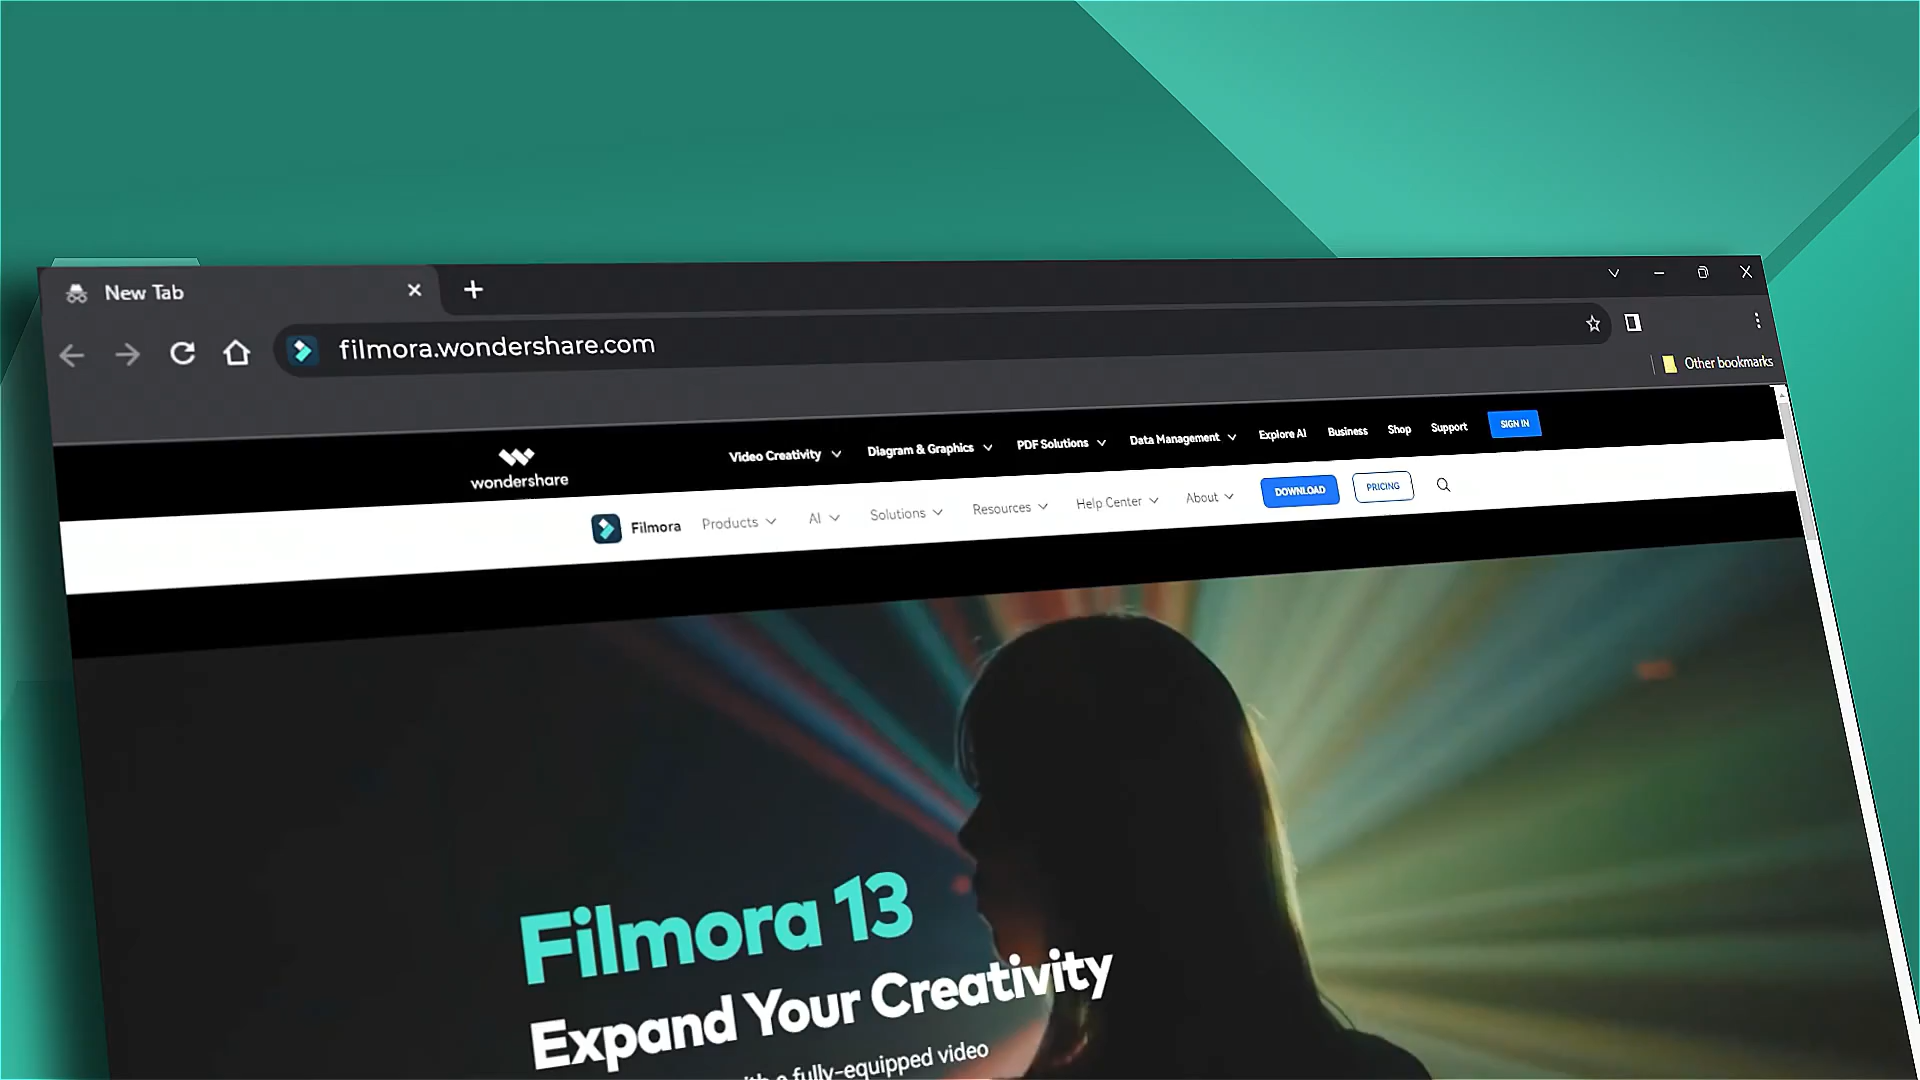 New Tab
filmora.wondershare.com
Other bookmarks
wondershare
Video Creativity
Diagram & Graphics
PDF Solutions
Data Management
Explore AI
Business
Shop
Support
SIGN IN
Filmora
Products
AI
Solutions
Resources
Help Center
About
DOWNLOAD
PRICING
Filmora 13
Expand Your Creativity
a fully-equipped video